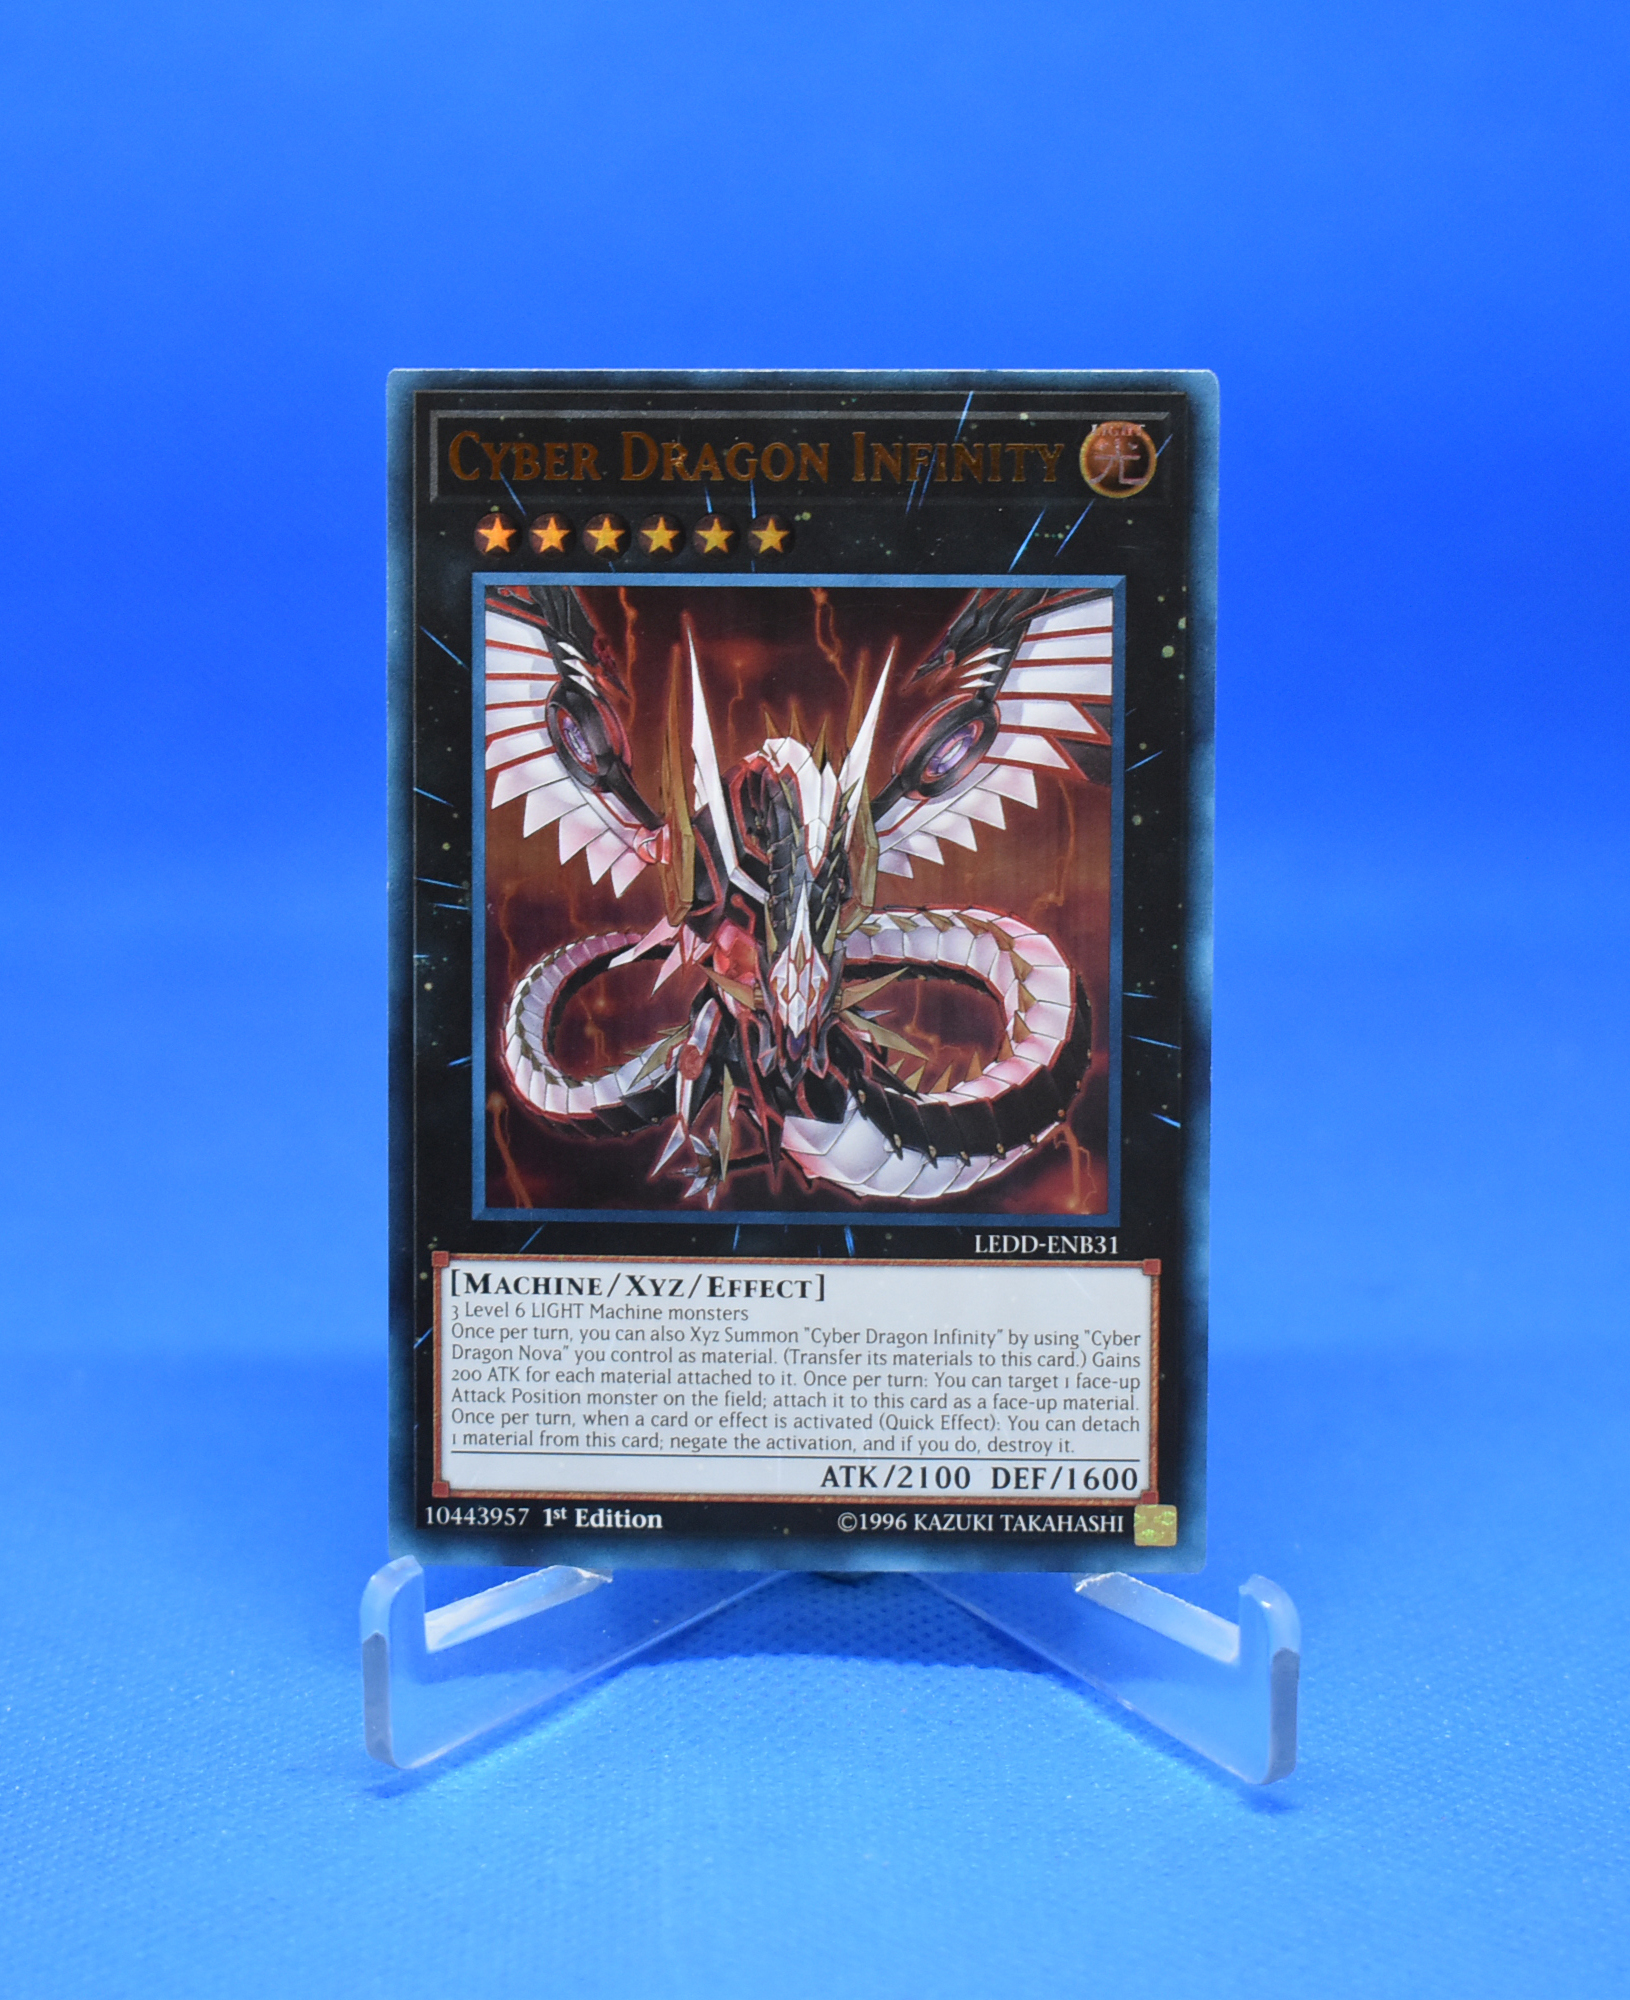 CYBER DRAGON INFINITY
LIGHT
光
LEDD-ENB31
[MACHINE/XYZ/EFFECT]
3 Level 6 LIGHT Machine monsters
Once per turn, you can also Xyz Summon "Cyber Dragon Infinity" by using "Cyber
Dragon Nova" you control as material. (Transfer its materials to this card.) Gains
200 ATK for each material attached to it. Once per turn: You can target 1 face-up
Attack Position monster on the field; attach it to this card as a face-up material.
Once per turn, when a card or effect is activated (Quick Effect): You can detach
1 material from this card; negate the activation, and if you do, destroy it.
ATK/2100 DEF/1600
10443957 1st Edition ©1996 KAZUKI TAKAHASHI